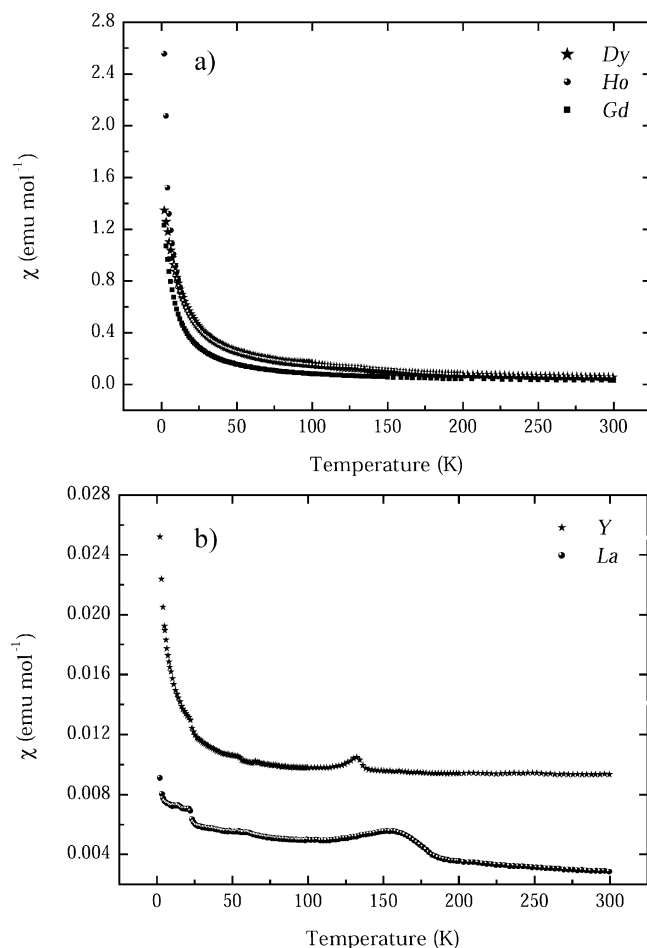 2.8
2.4
2.0
1.6
1.2
0.8
0.4
0.0
χ (emu mol⁻¹)
a)
Dy
Ho
Gd
0 50 100 150 200 250 300
Temperature (K)
0.028
0.024
0.020
0.016
0.012
0.008
0.004
χ (emu mol⁻¹)
b)
Y
La
0 50 100 150 200 250 300
Temperature (K)